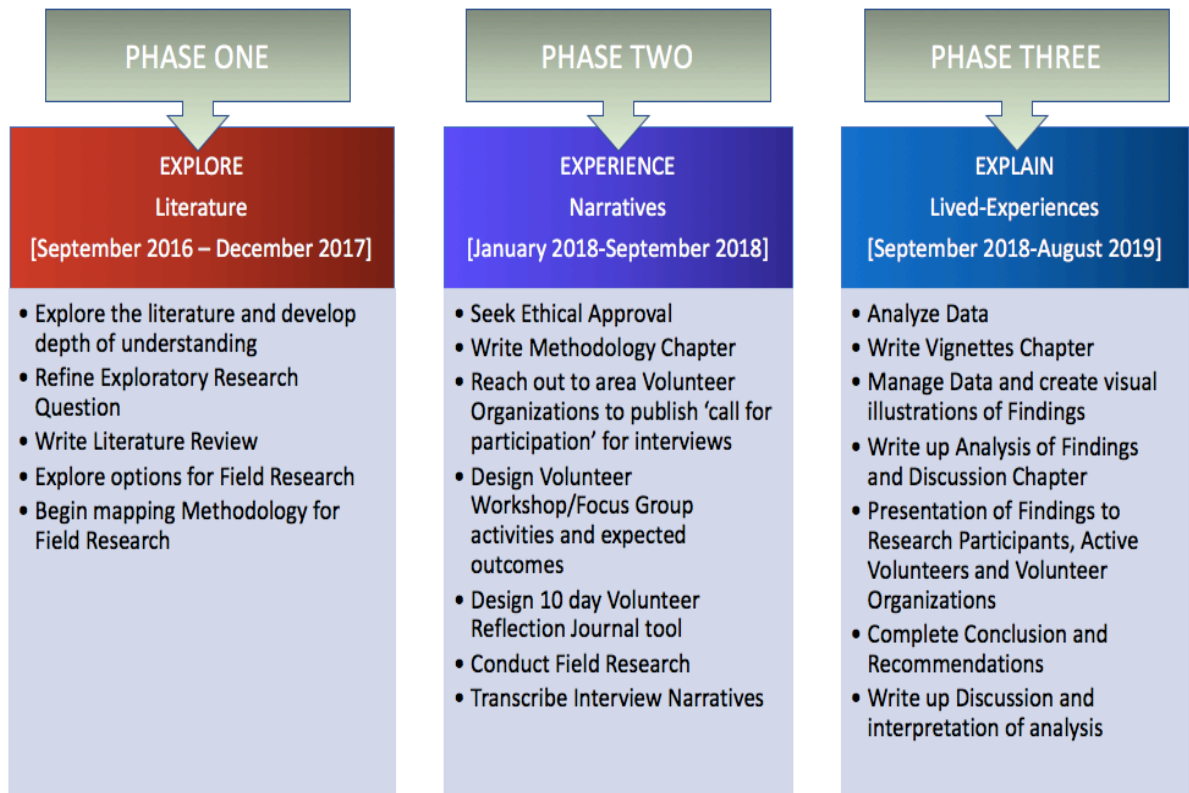 PHASE ONE
EXPLORE
Literature
[September 2016 – December 2017]
• Explore the literature and develop
depth of understanding
• Refine Exploratory Research
Question
• Write Literature Review
• Explore options for Field Research
• Begin mapping Methodology for
Field Research
PHASE TWO
EXPERIENCE
Narratives
[January 2018-September 2018]
• Seek Ethical Approval
• Write Methodology Chapter
• Reach out to area Volunteer
Organizations to publish ‘call for
participation’ for interviews
• Design Volunteer
Workshop/Focus Group
activities and expected
outcomes
• Design 10 day Volunteer
Reflection Journal tool
• Conduct Field Research
• Transcribe Interview Narratives
PHASE THREE
EXPLAIN
Lived-Experiences
[September 2018-August 2019]
• Analyze Data
• Write Vignettes Chapter
• Manage Data and create visual
illustrations of Findings
• Write up Analysis of Findings
and Discussion Chapter
• Presentation of Findings to
Research Participants, Active
Volunteers and Volunteer
Organizations
• Complete Conclusion and
Recommendations
• Write up Discussion and
interpretation of analysis